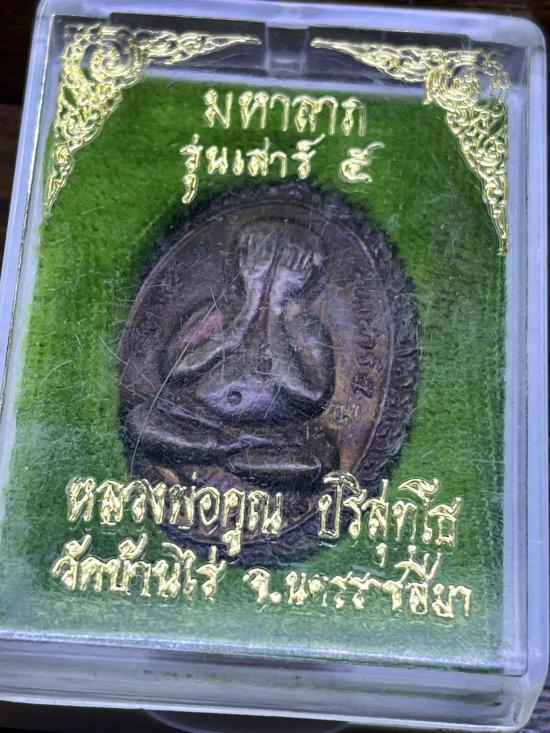 มหาลาภ
รุ่นเสาร์ ๕
หลวงพ่อคูณ ปริสุทฺโธ
วัดบ้านไร่ จ.นครราชสีมา